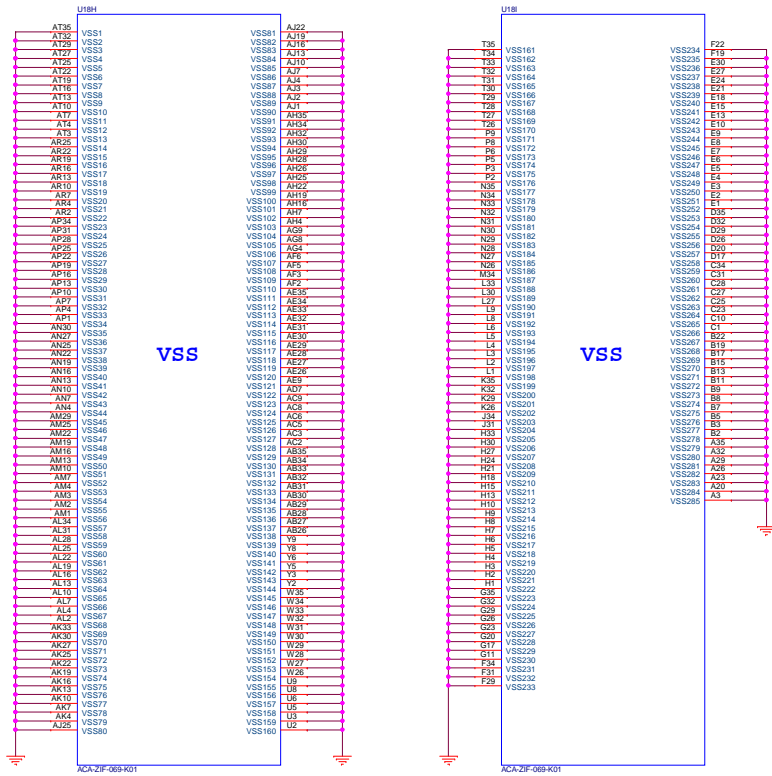 U18H
AT35 VSS1 VSS81 AJ22
AT32 VSS2 VSS82 AJ19
AT29 VSS3 VSS83 AJ16
AT27 VSS4 VSS84 AJ13
AT25 VSS5 VSS85 AJ10
AT22 VSS6 VSS86 AJ7
AT19 VSS7 VSS87 AJ4
AT16 VSS8 VSS88 AJ3
AT13 VSS9 VSS89 AJ2
AT10 VSS10 VSS90 AJ1
AT7 VSS11 VSS91 AH35
AT4 VSS12 VSS92 AH34
AT3 VSS13 VSS93 AH32
AR25 VSS14 VSS94 AH30
AR22 VSS15 VSS95 AH29
AR19 VSS16 VSS96 AH28
AR16 VSS17 VSS97 AH26
AR13 VSS18 VSS98 AH25
AR10 VSS19 VSS99 AH22
AR7 VSS20 VSS100 AH19
AR4 VSS21 VSS101 AH16
AR2 VSS22 VSS102 AH7
AP34 VSS23 VSS103 AH4
AP31 VSS24 VSS104 AG9
AP28 VSS25 VSS105 AG8
AP25 VSS26 VSS106 AG4
AP22 VSS27 VSS107 AF6
AP19 VSS28 VSS108 AF5
AP16 VSS29 VSS109 AF3
AP13 VSS30 VSS110 AF2
AP10 VSS31 VSS111 AE35
AP7 VSS32 VSS112 AE34
AP4 VSS33 VSS113 AE33
AP1 VSS34 VSS114 AE32
AN30 VSS35 VSS115 AE31
AN27 VSS36 VSS116 AE30
AN25 VSS37 VSS117 AE29
AN22 VSS38 VSS118 AE28
AN19 VSS39 VSS119 AE27
AN16 VSS40 VSS120 AE26
AN13 VSS41 VSS121 AE9
AN10 VSS42 VSS122 AD7
AN7 VSS43 VSS123 AC9
AN4 VSS44 VSS124 AC8
AM29 VSS45 VSS125 AC6
AM25 VSS46 VSS126 AC5
AM22 VSS47 VSS127 AC3
AM19 VSS48 VSS128 AC2
AM16 VSS49 VSS129 AB35
AM13 VSS50 VSS130 AB34
AM10 VSS51 VSS131 AB33
AM7 VSS52 VSS132 AB32
AM4 VSS53 VSS133 AB31
AM3 VSS54 VSS134 AB30
AM2 VSS55 VSS135 AB29
AM1 VSS56 VSS136 AB28
AL34 VSS57 VSS137 AB27
AL31 VSS58 VSS138 AB26
AL28 VSS59 VSS139 Y9
AL25 VSS60 VSS140 Y8
AL22 VSS61 VSS141 Y6
AL19 VSS62 VSS142 Y5
AL16 VSS63 VSS143 Y3
AL13 VSS64 VSS144 Y2
AL10 VSS65 VSS145 W35
AL7 VSS66 VSS146 W34
AL4 VSS67 VSS147 W33
AL2 VSS68 VSS148 W32
AK33 VSS69 VSS149 W31
AK30 VSS70 VSS150 W30
AK27 VSS71 VSS151 W29
AK25 VSS72 VSS152 W28
AK22 VSS73 VSS153 W27
AK19 VSS74 VSS154 W26
AK16 VSS75 VSS155 U9
AK13 VSS76 VSS156 U8
AK10 VSS77 VSS157 U6
AK7 VSS78 VSS158 U5
AK4 VSS79 VSS159 U3
AJ25 VSS80 VSS160 U2
VSS
ACA-ZIF-069-K01
U18I
T35 VSS161 VSS234 F22
T34 VSS162 VSS235 F19
T33 VSS163 VSS236 E30
T32 VSS164 VSS237 E27
T31 VSS165 VSS238 E24
T30 VSS166 VSS239 E21
T29 VSS167 VSS240 E18
T28 VSS168 VSS241 E15
T27 VSS169 VSS242 E13
T26 VSS170 VSS243 E10
P9 VSS171 VSS244 E9
P8 VSS172 VSS245 E8
P6 VSS173 VSS246 E7
P5 VSS174 VSS247 E6
P3 VSS175 VSS248 E5
P2 VSS176 VSS249 E4
N35 VSS177 VSS250 E3
N34 VSS178 VSS251 E2
N33 VSS179 VSS252 E1
N32 VSS180 VSS253 D35
N31 VSS181 VSS254 D32
N30 VSS182 VSS255 D29
N29 VSS183 VSS256 D26
N28 VSS184 VSS257 D20
N27 VSS185 VSS258 D17
N26 VSS186 VSS259 C34
M34 VSS187 VSS260 C31
L33 VSS188 VSS261 C28
L30 VSS189 VSS262 C27
L27 VSS190 VSS263 C25
L9 VSS191 VSS264 C23
L8 VSS192 VSS265 C10
L6 VSS193 VSS266 C1
L5 VSS194 VSS267 B22
L4 VSS195 VSS268 B19
L3 VSS196 VSS269 B17
L2 VSS197 VSS270 B15
L1 VSS198 VSS271 B13
K35 VSS199 VSS272 B11
K32 VSS200 VSS273 B9
K29 VSS201 VSS274 B8
K26 VSS202 VSS275 B7
J34 VSS203 VSS276 B5
J31 VSS204 VSS277 B3
H33 VSS205 VSS278 B2
H30 VSS206 VSS279 A35
H27 VSS207 VSS280 A32
H24 VSS208 VSS281 A29
H21 VSS209 VSS282 A26
H18 VSS210 VSS283 A23
H15 VSS211 VSS284 A20
H13 VSS212 VSS285 A3
H10 VSS213
H9 VSS214
H8 VSS215
H7 VSS216
H6 VSS217
H5 VSS218
H4 VSS219
H3 VSS220
H2 VSS221
H1 VSS222
G35 VSS223
G32 VSS224
G29 VSS225
G26 VSS226
G23 VSS227
G20 VSS228
G17 VSS229
G11 VSS230
F34 VSS231
F31 VSS232
F29 VSS233
VSS
ACA-ZIF-069-K01